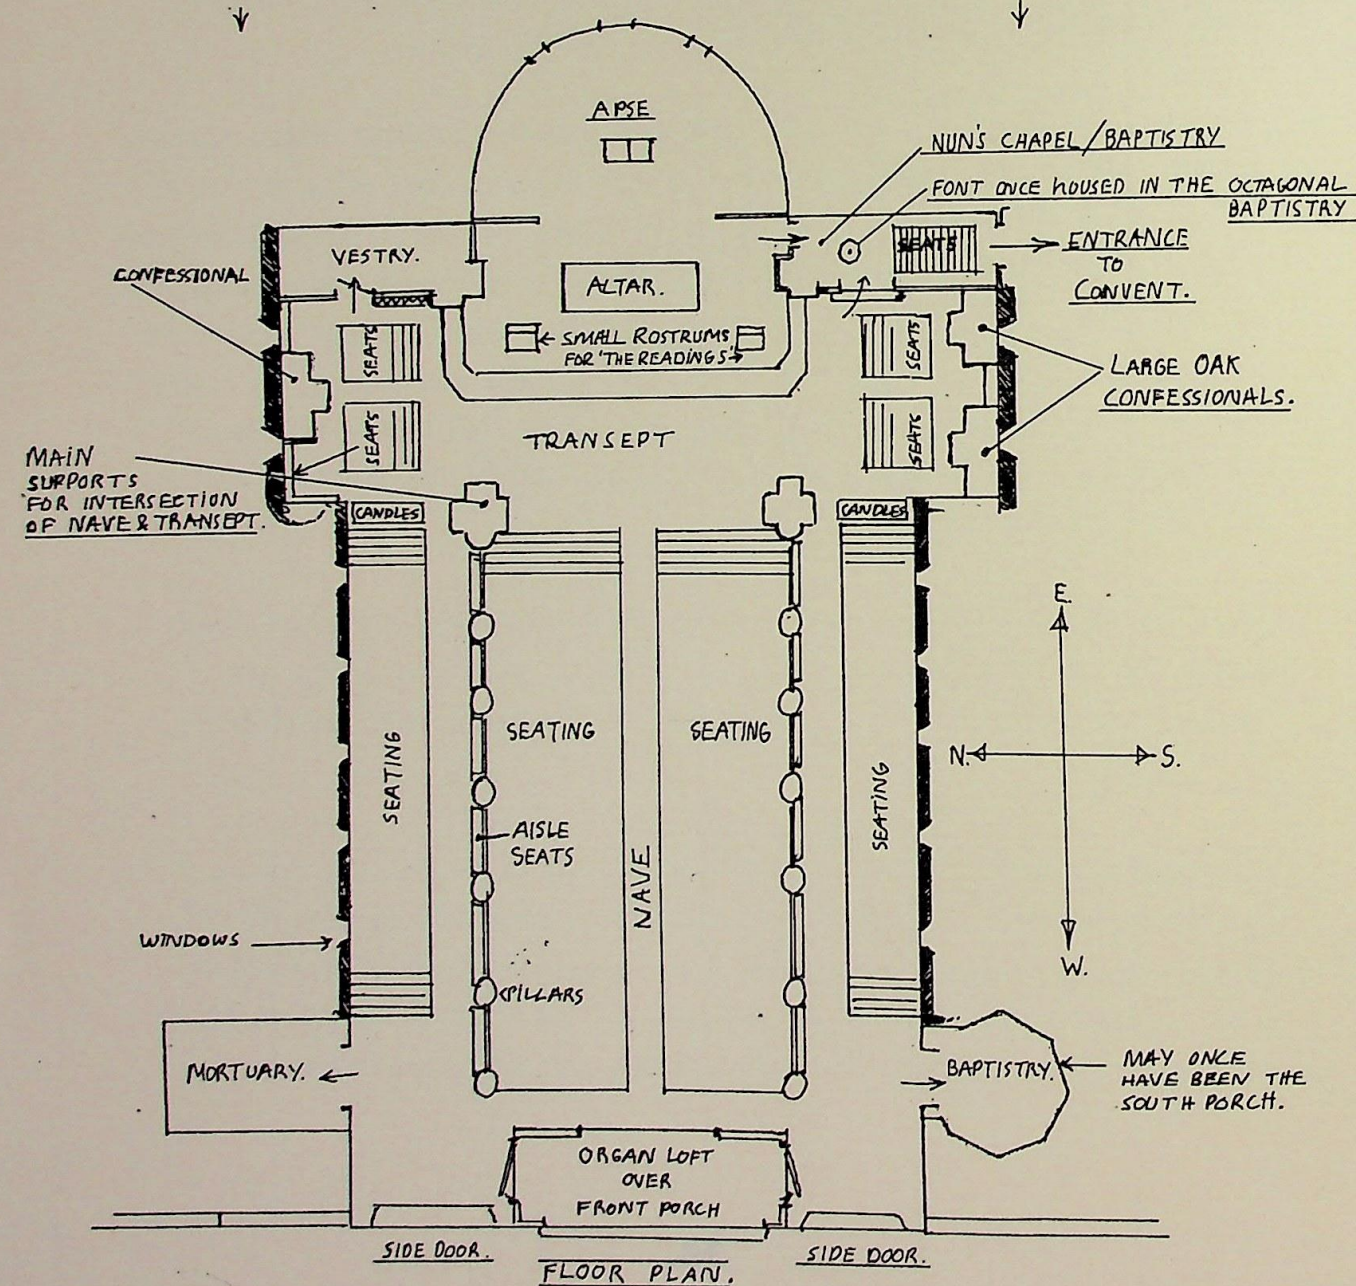 APSE
NUN'S CHAPEL/BAPTISTRY
FONT ONCE HOUSED IN THE OCTAGONAL
BAPTISTRY
VESTRY.
SEATS
ENTRANCE
TO
CONVENT.
CONFESSIONAL
ALTAR.
SEATS
SMALL ROSTRUMS
FOR 'THE READINGS'
SEATS
LARGE OAK
CONFESSIONALS.
SEATS
SEATS
TRANSEPT
MAIN
SUPPORTS
FOR INTERSECTION
OF NAVE & TRANSEPT.
CANDLES
CANDLES
E.
N.
S.
W.
SEATING
SEATING
SEATING
SEATING
AISLE
SEATS
NAVE
WINDOWS
PILLARS
MORTUARY.
BAPTISTRY.
MAY ONCE
HAVE BEEN THE
SOUTH PORCH.
ORGAN LOFT
OVER
FRONT PORCH
SIDE DOOR.
SIDE DOOR.
FLOOR PLAN.